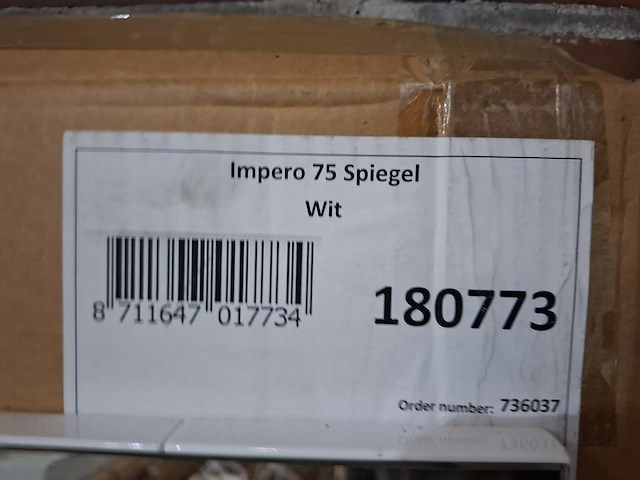 Impero 75 Spiegel
Wit
8 711647 017734
180773
Order number: 736037